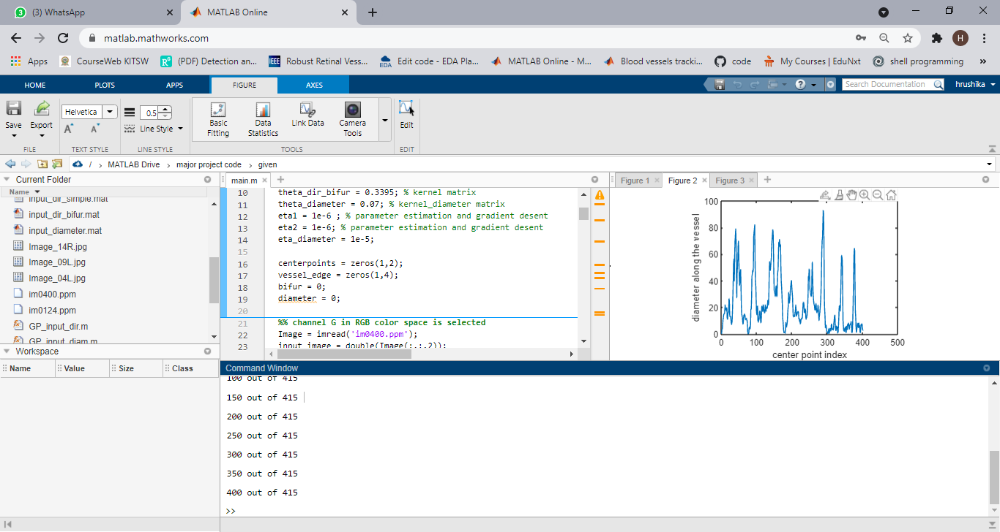 (3) WhatsApp
MATLAB Online
matlab.mathworks.com
H
Apps
CourseWeb KITSW
(PDF) Detection an...
IEEE
Robust Retinal Vess...
EDA
Edit code - EDA Pla...
MATLAB Online - M...
Blood vessels tracki...
code
My Courses | EduNxt
shell programming
»
HOME
PLOTS
APPS
FIGURE
AXES
Search Documentation
hrushika
Save
Export
Helvetica
0.5
Line Style
Basic Fitting
Data Statistics
Link Data
Camera Tools
Edit
FILE
TEXT STYLE
LINE STYLE
TOOLS
EDIT
/ › MATLAB Drive › major project code › given
Current Folder
Name
input_dir_simple.mat
input_dir_bifur.mat
input_diameter.mat
Image_14R.jpg
Image_09L.jpg
Image_04L.jpg
im0400.ppm
im0124.ppm
GP_input_dir.m
GP_input_diam.m
Workspace
Name Value Size Class
main.m
10 theta_dir_bifur = 0.3395; % kernel matrix
11 theta_diameter = 0.07; % kernel_diameter matrix
12 eta1 = 1e-6 ; % parameter estimation and gradient desent
13 eta2 = 1e-6; % parameter estimation and gradient desent
14 eta_diameter = 1e-5;
15
16 centerpoints = zeros(1,2);
17 vessel_edge = zeros(1,4);
18 bifur = 0;
19 diameter = 0;
20
21 %% channel G in RGB color space is selected
22 Image = imread('im0400.ppm');
23 input_image = double(Image(:,:,2));
Figure 1
Figure 2
Figure 3
100
80
60
40
20
0
0 100 200 300 400 500
diameter along the vessel
center point index
Command Window
100 out of 415
150 out of 415
200 out of 415
250 out of 415
300 out of 415
350 out of 415
400 out of 415
>>